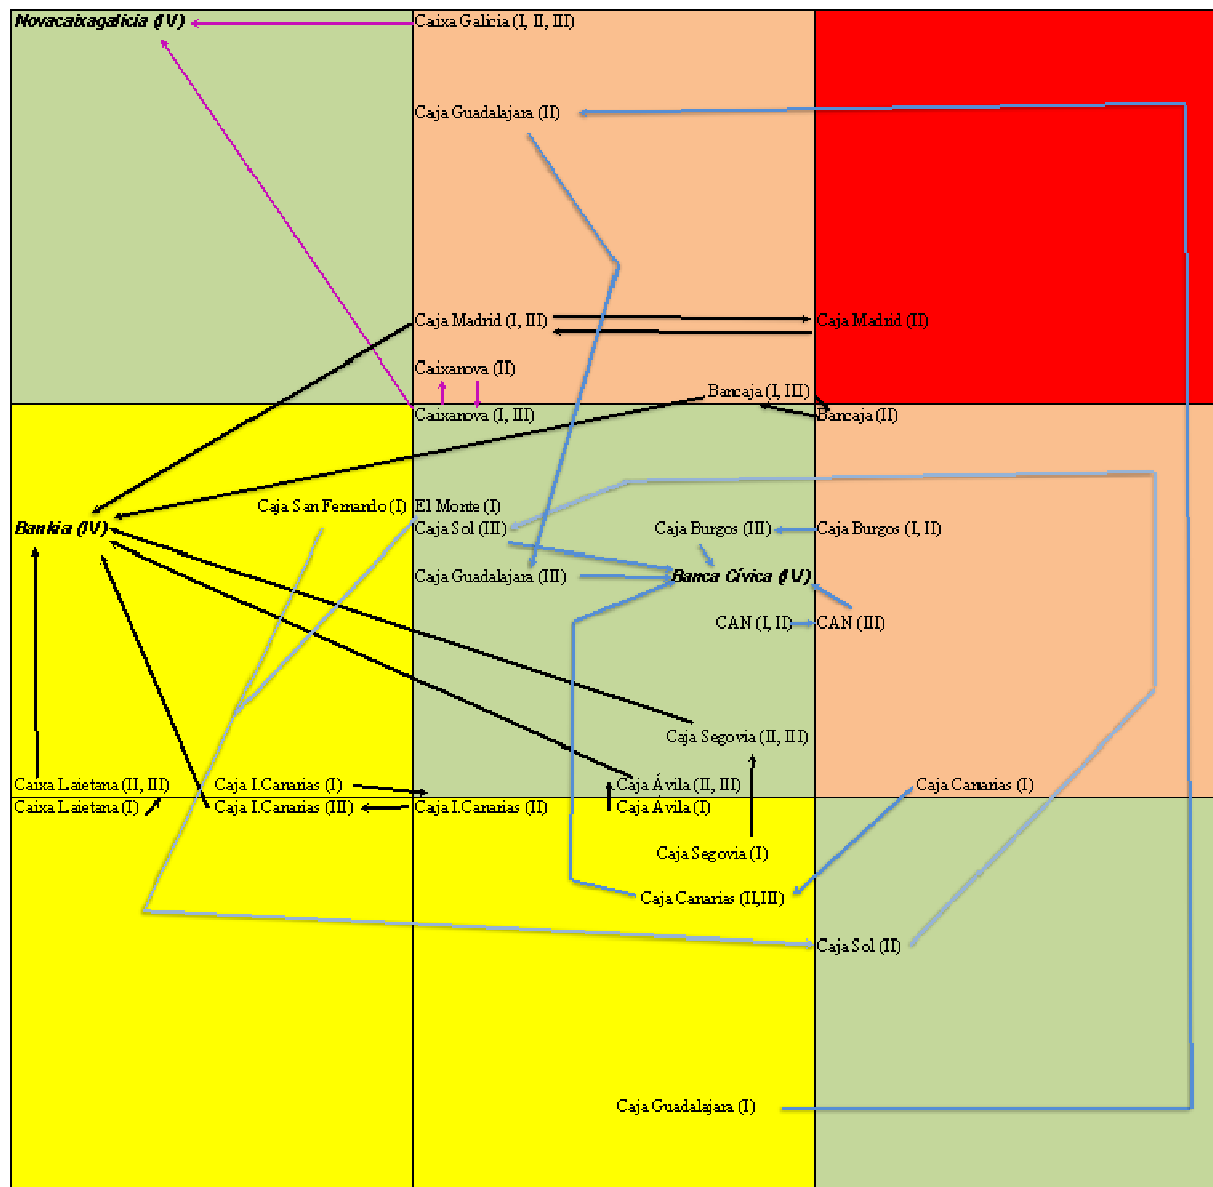 Novacaixagalicia (IV)
Caixa Galicia (I, II, III)
Caja Guadalajara (II)
Caja Madrid (I, III)
Caja Madrid (II)
Caixanova (II)
Bancaja (I, III)
Caixanova (I, III)
Bancaja (II)
Caja San Fernando (I)
El Monte (I)
Bankia (IV)
Caja Sol (III)
Caja Burgos (III)
Caja Burgos (I, II)
Caja Guadalajara (III)
Banca Cívica (IV)
CAN (I, II)
CAN (III)
Caja Segovia (II, III)
Caixa Laietana (II, III)
Caja I.Canarias (I)
Caja Ávila (II, III)
Caja Canarias (I)
Caixa Laietana (I)
Caja I.Canarias (III)
Caja I.Canarias (II)
Caja Ávila (I)
Caja Segovia (I)
Caja Canarias (II,III)
Caja Sol (II)
Caja Guadalajara (I)